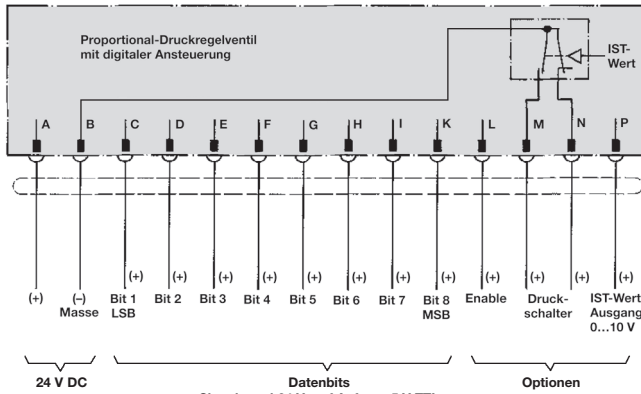 Proportional-Druckregelventil
mit digitaler Ansteuerung
IST-
Wert
A B C D E F G H I K L M N P
(+) (–) (+) (+) (+) (+) (+) (+) (+) (+) (+) (+) (+) (+)
Masse
Bit 1
LSB
Bit 2
Bit 3
Bit 4
Bit 5
Bit 6
Bit 7
Bit 8
MSB
Enable
Druck-
schalter
IST-Wert
Ausgang
0...10 V
24 V DC
Datenbits
Optionen